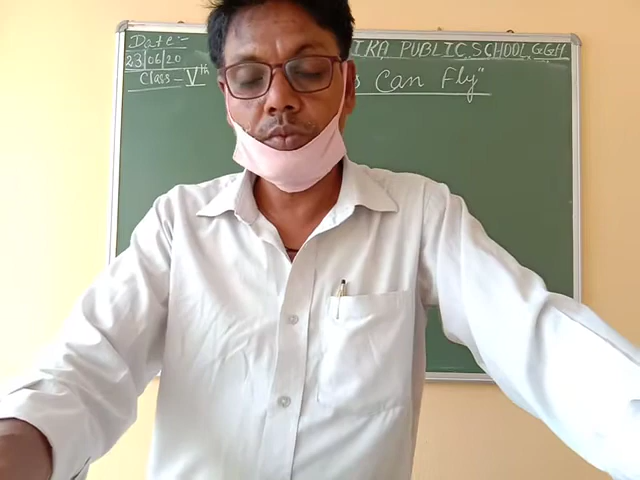 Date:-
23/06/20
Class - Vth
IKA PUBLIC SCHOOL, GGH
Can Fly"